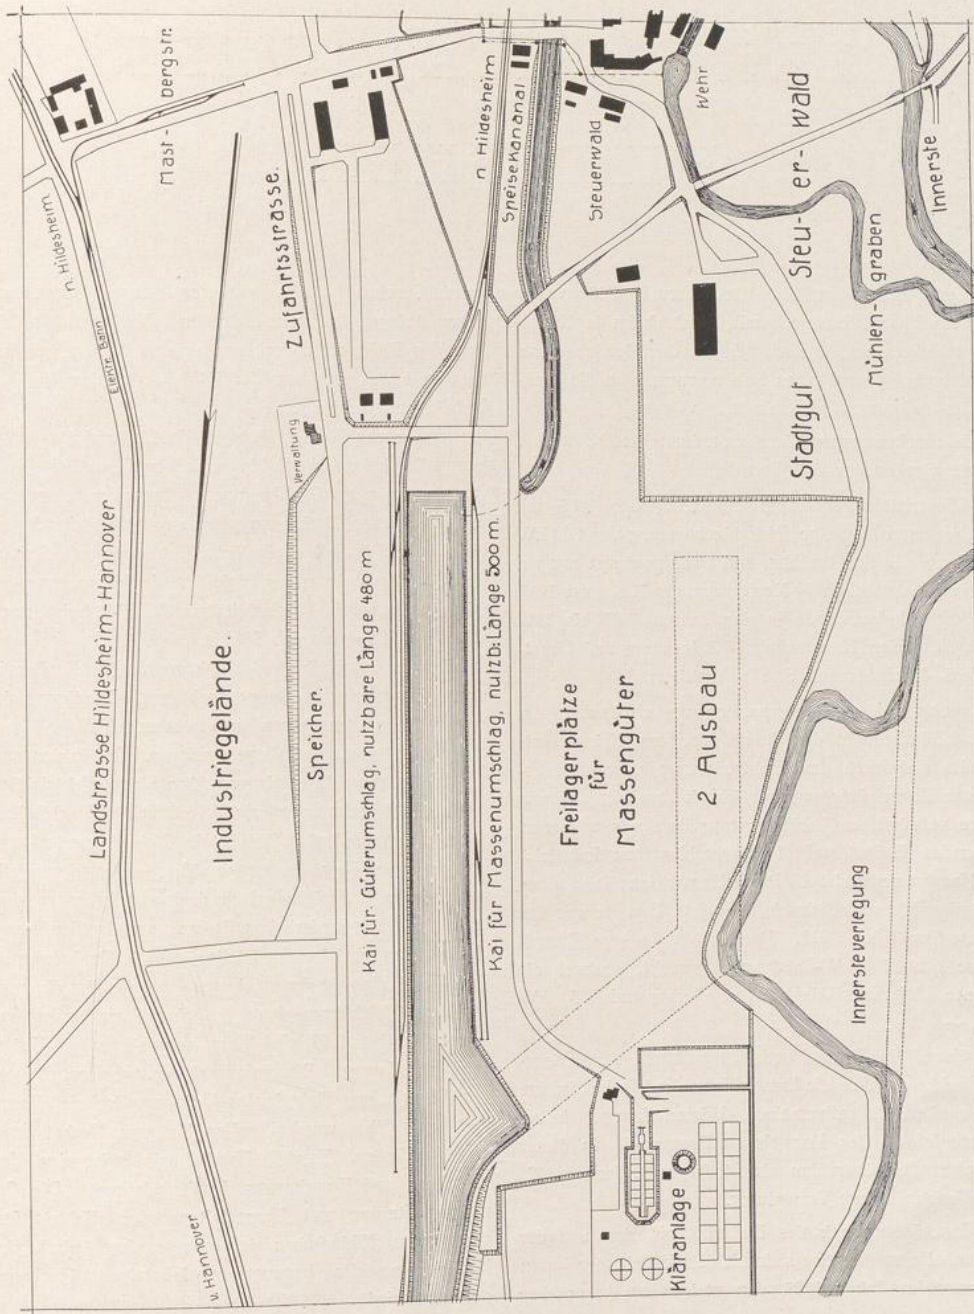 v. Hannover
Landstrasse Hildesheim-Hannover
Elektr. Bahn
n. Hildesheim
Mast-bergstr.
Industriegelände.
Zufahrtsstrasse.
Verwaltung
Speicher.
Kai für Güterumschlag, nutzbare Länge 480 m
Kai für Massenumschlag, nutzb: Länge 500 m.
n Hildesheim
Speisekananal
Steuerwald
Wehr
Freilagerplätze
für
Massengüter
2 Ausbau
Stadtgut
Steu-er-wald
Mühlen-graben
Innerste
Innersteverlegung
Kläranlage